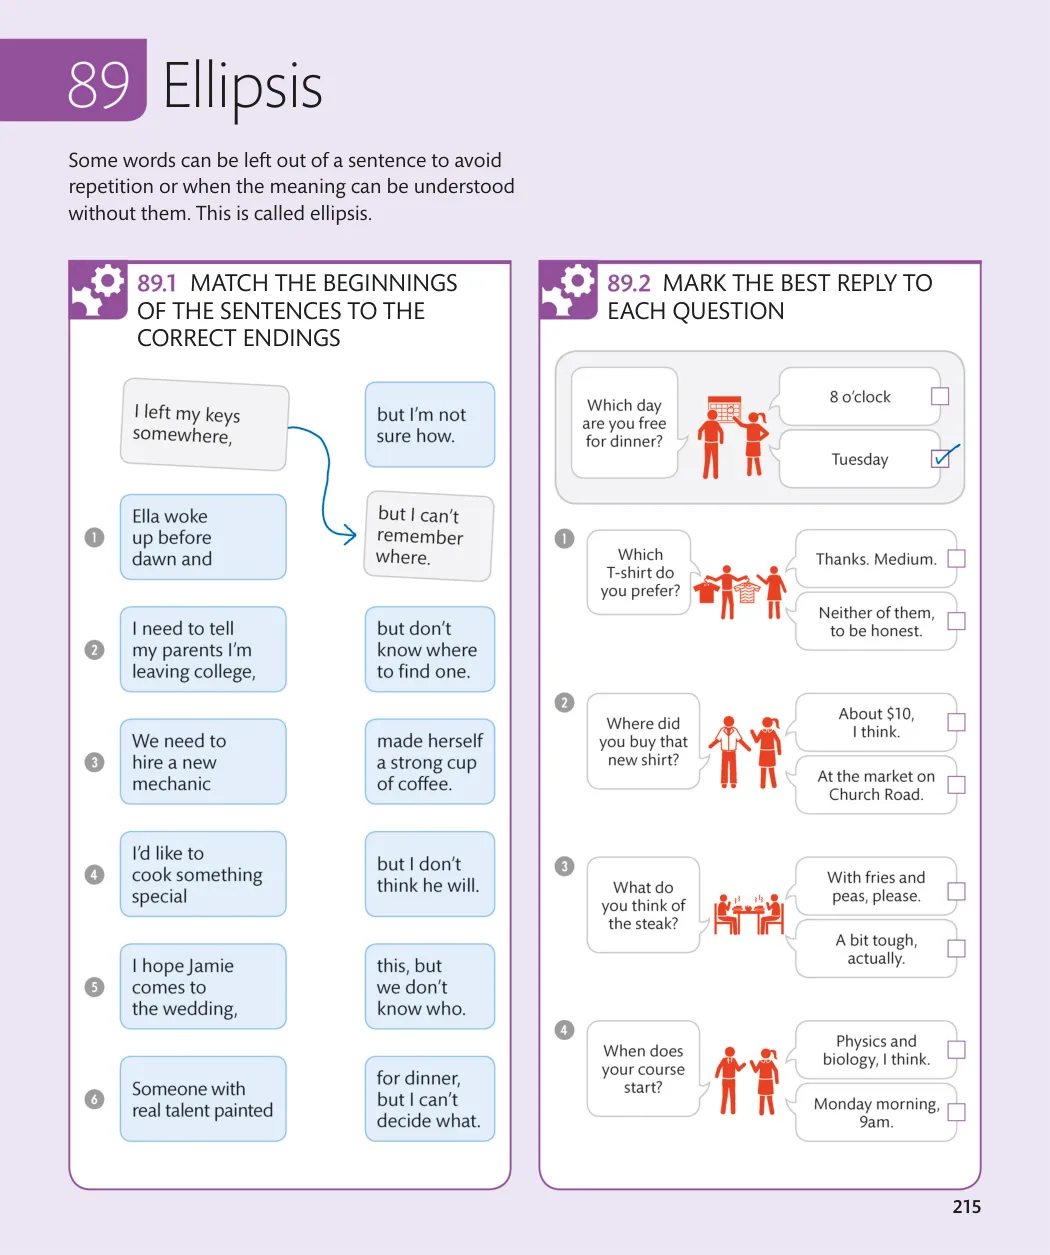 89 Ellipsis
Some words can be left out of a sentence to avoid
repetition or when the meaning can be understood
without them. This is called ellipsis.
89.1 MATCH THE BEGINNINGS
OF THE SENTENCES TO THE
CORRECT ENDINGS
I left my keys
somewhere,
but I’m not
sure how.
1
Ella woke
up before
dawn and
but I can’t
remember
where.
2
I need to tell
my parents I’m
leaving college,
but don’t
know where
to find one.
3
We need to
hire a new
mechanic
made herself
a strong cup
of coffee.
4
I’d like to
cook something
special
but I don’t
think he will.
5
I hope Jamie
comes to
the wedding,
this, but
we don’t
know who.
6
Someone with
real talent painted
for dinner,
but I can’t
decide what.
89.2 MARK THE BEST REPLY TO
EACH QUESTION
Which day
are you free
for dinner?
8 o’clock
Tuesday
1
Which
T-shirt do
you prefer?
Thanks. Medium.
Neither of them,
to be honest.
2
Where did
you buy that
new shirt?
About $10,
I think.
At the market on
Church Road.
3
What do
you think of
the steak?
With fries and
peas, please.
A bit tough,
actually.
4
When does
your course
start?
Physics and
biology, I think.
Monday morning,
9am.
215